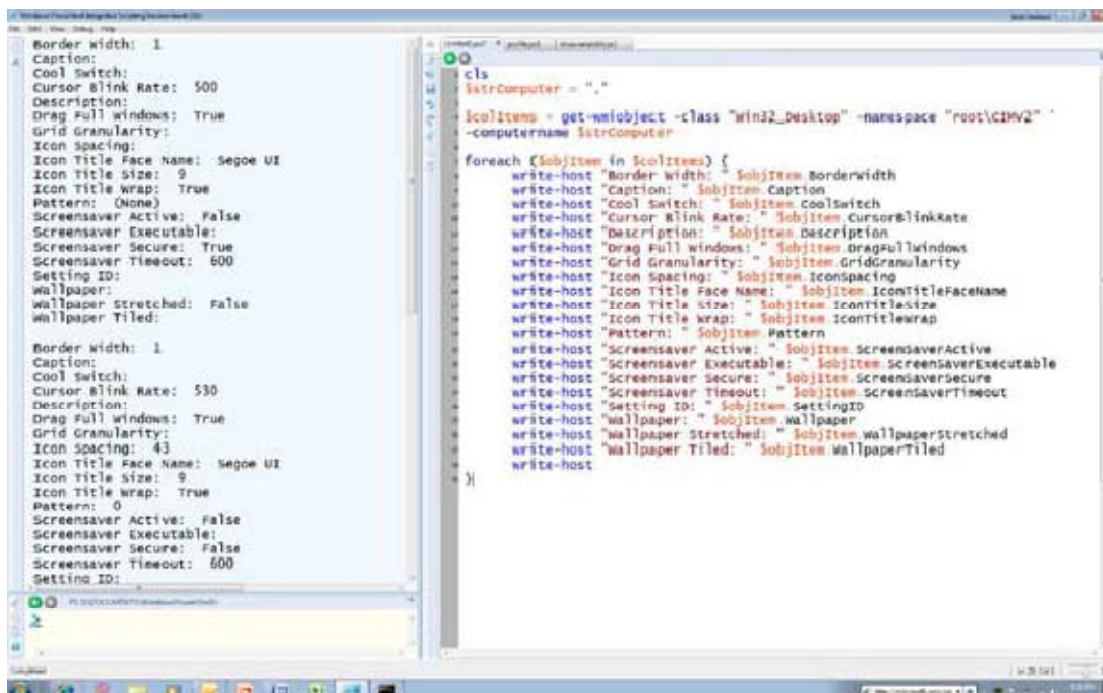 Windows PowerShell Integrated Scripting Environment
File Edit View Debug Help
Border Width:  1
Caption:
Cool Switch:
Cursor Blink Rate:  500
Description:
Drag Full Windows:  True
Grid Granularity:
Icon Spacing:
Icon Title Face Name:  Segoe UI
Icon Title Size:  9
Icon Title Wrap:  True
Pattern:  (None)
Screensaver Active:  False
Screensaver Executable:
Screensaver Secure:  True
Screensaver Timeout:  600
Setting ID:
Wallpaper:
Wallpaper Stretched:  False
Wallpaper Tiled:
Border Width:  1
Caption:
Cool Switch:
Cursor Blink Rate:  530
Description:
Drag Full Windows:  True
Grid Granularity:
Icon Spacing:  43
Icon Title Face Name:  Segoe UI
Icon Title Size:  9
Icon Title Wrap:  True
Pattern:  0
Screensaver Active:  False
Screensaver Executable:
Screensaver Secure:  False
Screensaver Timeout:  600
Setting ID:
>
Completed
cls
$strComputer = "."
$colItems = get-wmiobject -class "Win32_Desktop" -namespace "root\CIMV2" `
-computername $strComputer
foreach ($objItem in $colItems) {
write-host "Border Width: " $objItem.BorderWidth
write-host "Caption: " $objItem.Caption
write-host "Cool Switch: " $objItem.CoolSwitch
write-host "Cursor Blink Rate: " $objItem.CursorBlinkRate
write-host "Description: " $objItem.Description
write-host "Drag Full Windows: " $objItem.DragFullWindows
write-host "Grid Granularity: " $objItem.GridGranularity
write-host "Icon Spacing: " $objItem.IconSpacing
write-host "Icon Title Face Name: " $objItem.IconTitleFaceName
write-host "Icon Title Size: " $objItem.IconTitleSize
write-host "Icon Title Wrap: " $objItem.IconTitleWrap
write-host "Pattern: " $objItem.Pattern
write-host "Screensaver Active: " $objItem.ScreenSaverActive
write-host "Screensaver Executable: " $objItem.ScreenSaverExecutable
write-host "Screensaver Secure: " $objItem.ScreenSaverSecure
write-host "Screensaver Timeout: " $objItem.ScreenSaverTimeout
write-host "Setting ID: " $objItem.SettingID
write-host "Wallpaper: " $objItem.Wallpaper
write-host "Wallpaper Stretched: " $objItem.WallpaperStretched
write-host "Wallpaper Tiled: " $objItem.WallpaperTiled
write-host
}